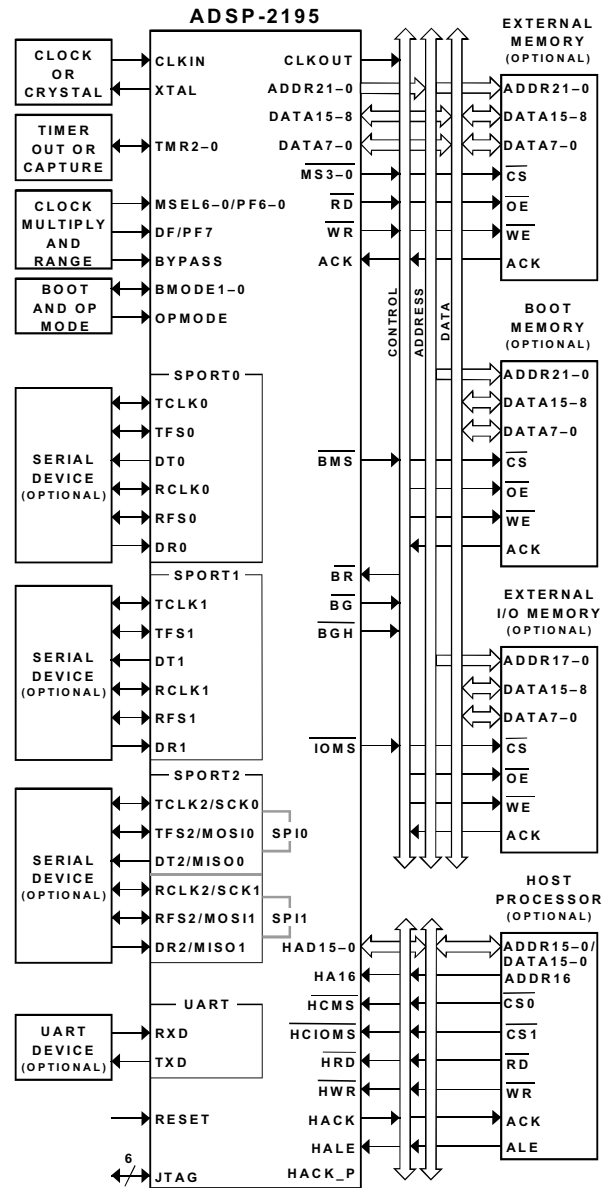 ADSP-2195
CLOCK
OR
CRYSTAL
TIMER
OUT OR
CAPTURE
CLOCK
MULTIPLY
AND
RANGE
BOOT
AND OP
MODE
SERIAL
DEVICE
(OPTIONAL)
SERIAL
DEVICE
(OPTIONAL)
SERIAL
DEVICE
(OPTIONAL)
UART
DEVICE
(OPTIONAL)
6
CLKIN
XTAL
TMR2-0
MSEL6-0/PF6-0
DF/PF7
BYPASS
BMODE1-0
OPMODE
SPORT0
TCLK0
TFS0
DT0
RCLK0
RFS0
DR0
SPORT1
TCLK1
TFS1
DT1
RCLK1
RFS1
DR1
SPORT2
TCLK2/SCK0
TFS2/MOSI0
DT2/MISO0
SPI0
RCLK2/SCK1
RFS2/MOSI1
DR2/MISO1
SPI1
UART
RXD
TXD
RESET
JTAG
CLKOUT
ADDR21-0
DATA15-8
DATA7-0
MS3-0
RD
WR
ACK
BMS
BR
BG
BGH
IOMS
HAD15-0
HA16
HCMS
HCIOMS
HRD
HWR
HACK
HALE
HACK_P
CONTROL
ADDRESS
DATA
EXTERNAL
MEMORY
(OPTIONAL)
ADDR21-0
DATA15-8
DATA7-0
CS
OE
WE
ACK
BOOT
MEMORY
(OPTIONAL)
ADDR21-0
DATA15-8
DATA7-0
CS
OE
WE
ACK
EXTERNAL
I/O MEMORY
(OPTIONAL)
ADDR17-0
DATA15-8
DATA7-0
CS
OE
WE
ACK
HOST
PROCESSOR
(OPTIONAL)
ADDR15-0/
DATA15-0
ADDR16
CS0
CS1
RD
WR
ACK
ALE